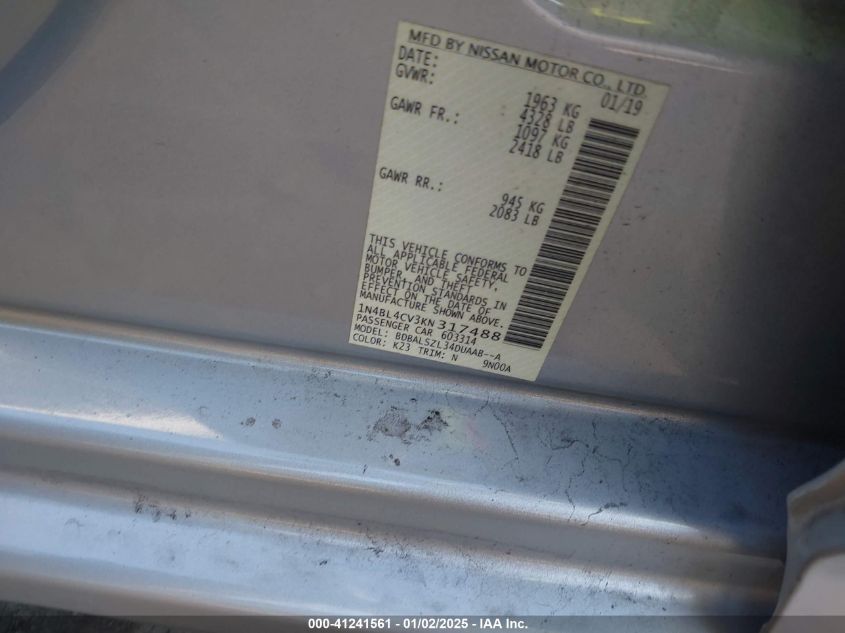 MFD BY NISSAN MOTOR CO., LTD.
DATE: 01/19
GVWR: 1963 KG
4328 LB
GAWR FR.: 1097 KG
2418 LB
GAWR RR.: 945 KG
2083 LB
THIS VEHICLE CONFORMS TO
ALL APPLICABLE FEDERAL
MOTOR VEHICLE SAFETY,
BUMPER, AND THEFT
PREVENTION STANDARDS IN
EFFECT ON THE DATE OF
MANUFACTURE SHOWN ABOVE.
1N4BL4CV3KN317488
PASSENGER CAR 603314
MODEL: BDBALSZL34DUAAB--A
COLOR: K23 TRIM: N 9N00A
000-41241561 - 01/02/2025 - IAA Inc.